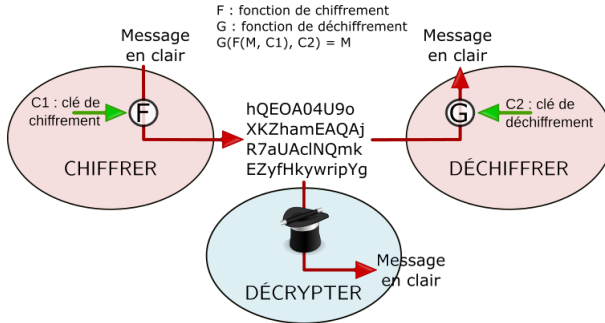 F : fonction de chiffrement
G : fonction de déchiffrement
G(F(M, C1), C2) = M
Message
en clair
Message
en clair
C1 : clé de
chiffrement
F
hQEOA04U9o
XKZhamEAQAj
R7aUAclNQmk
EZyfHkywripYg
G
C2 : clé de
déchiffrement
CHIFFRER
DÉCHIFFRER
Message
en clair
DÉCRYPTER